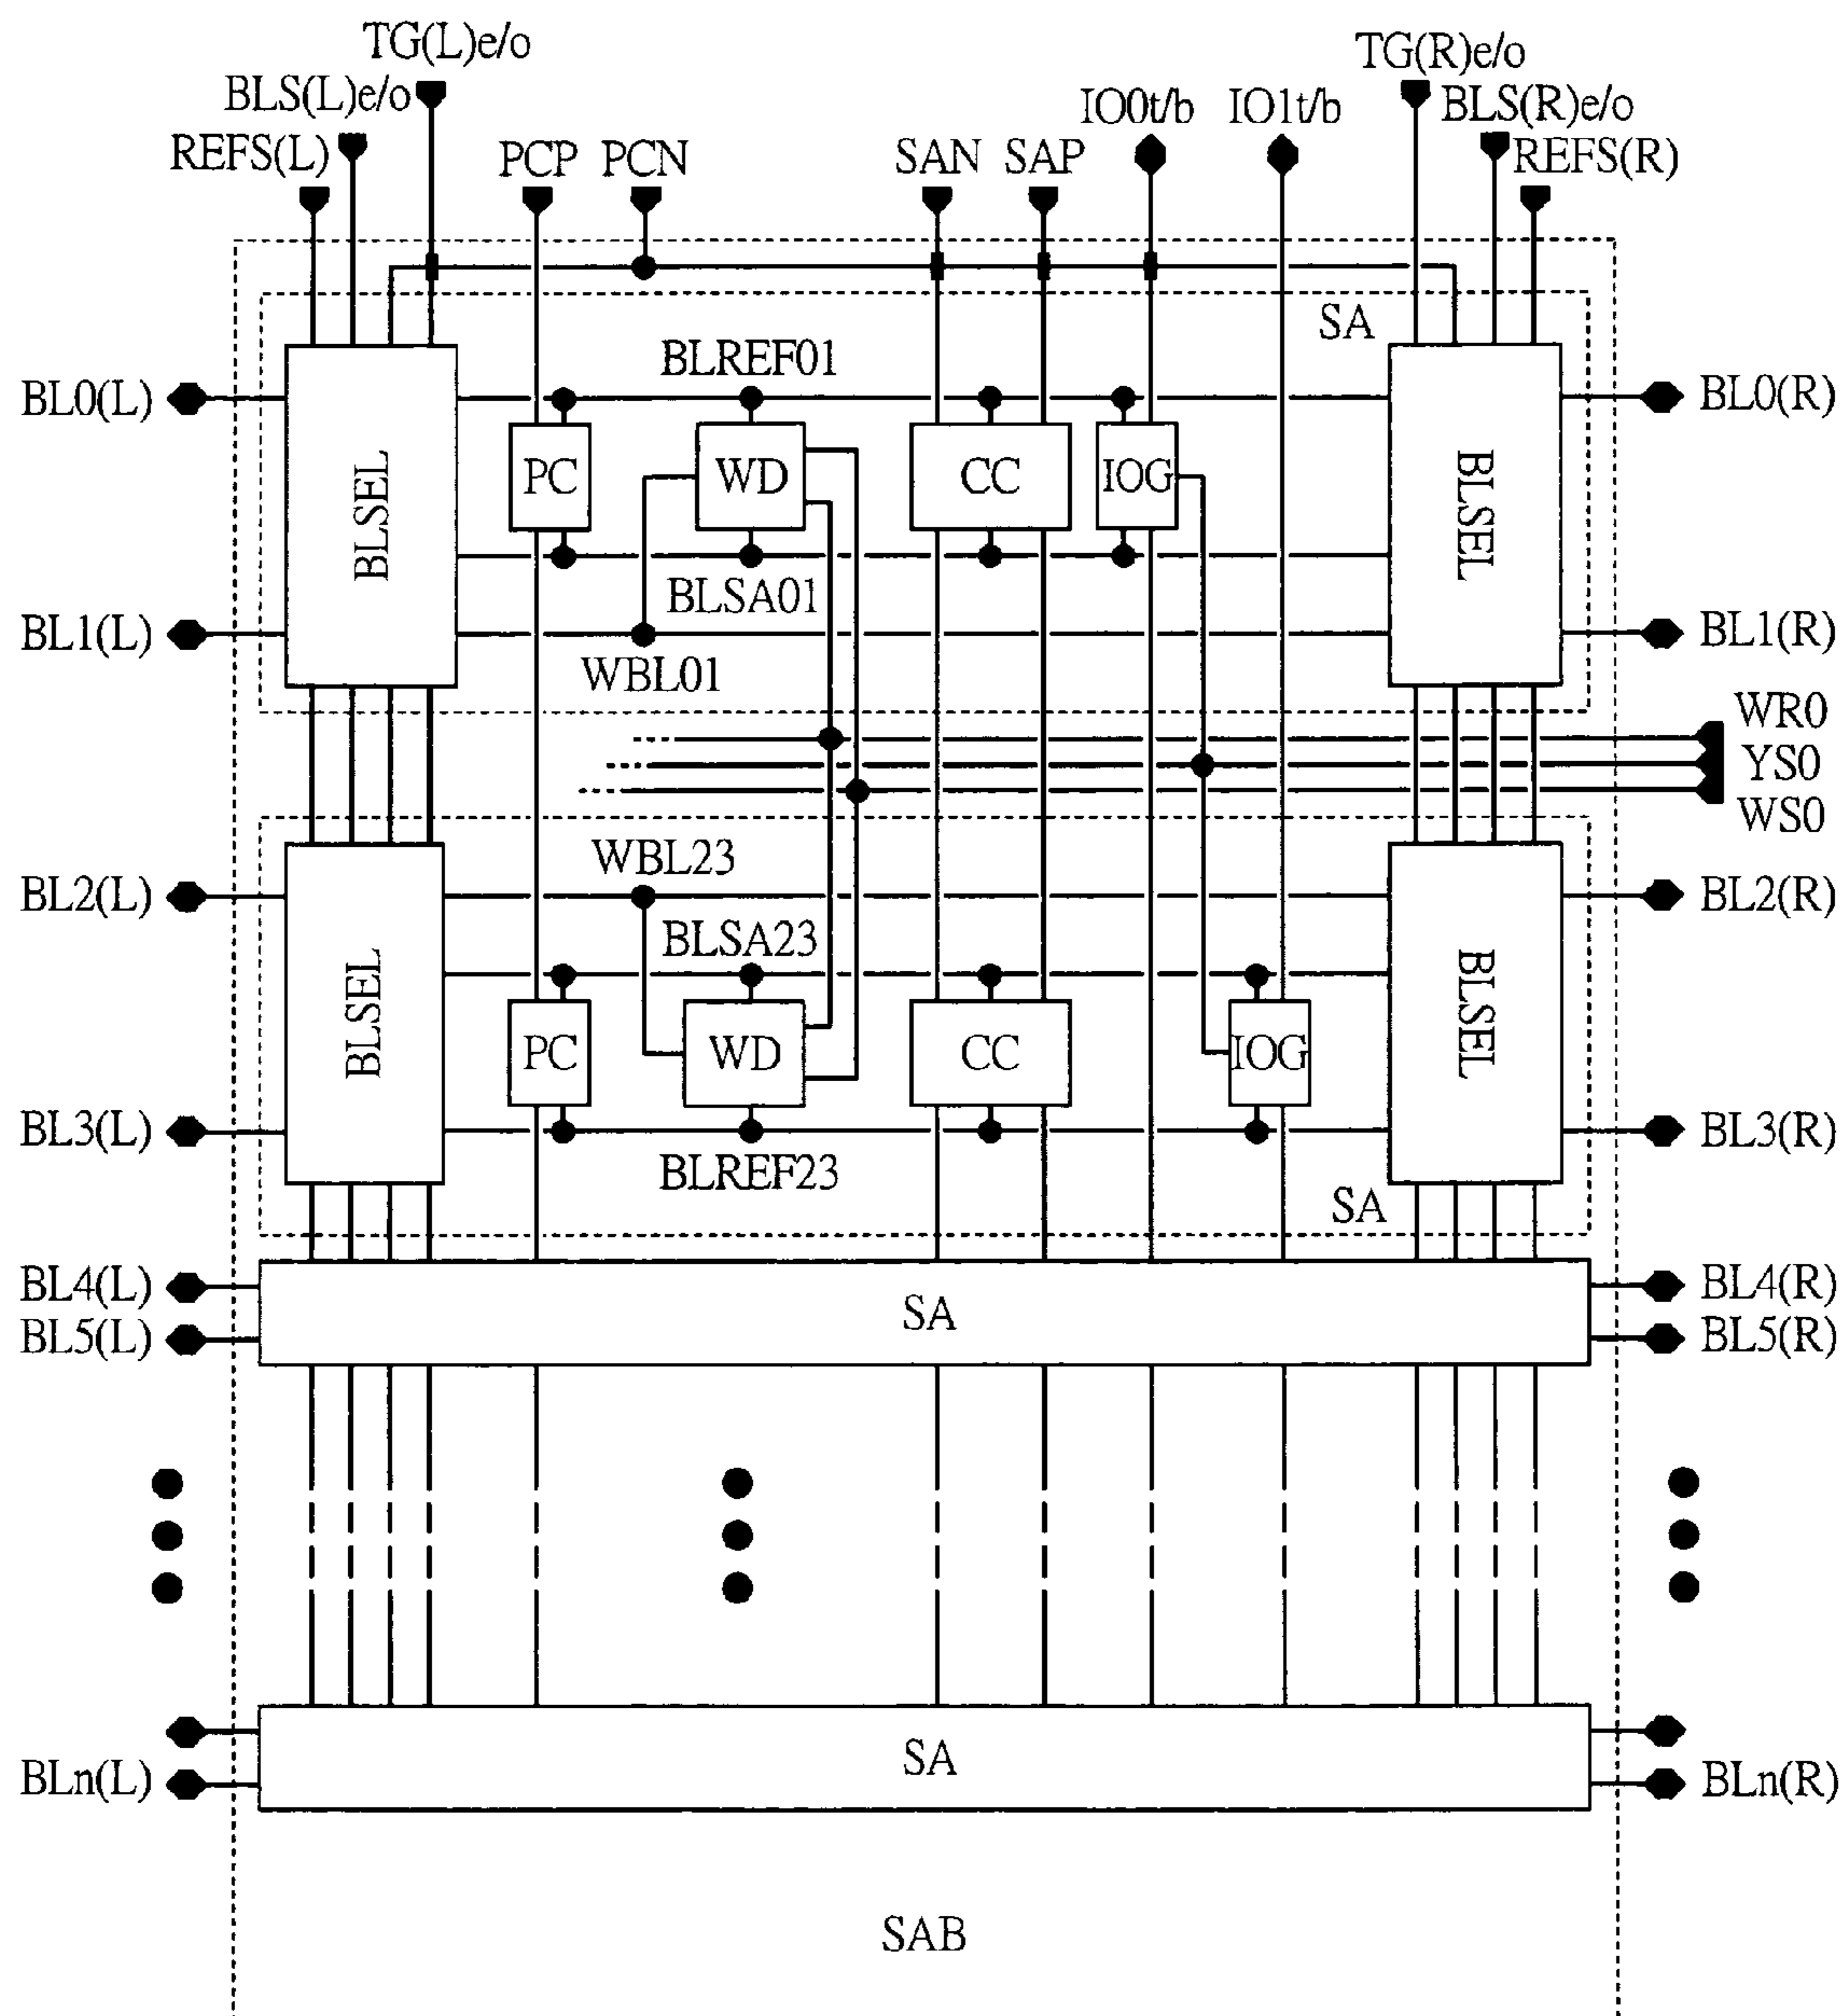 TG(L)e/o
TG(R)e/o
BLS(L)e/o
IO0t/b
IO1t/b
BLS(R)e/o
REFS(L)
PCP
PCN
SAN
SAP
REFS(R)
SA
BLREF01
BL0(L)
BL0(R)
BLSEL
PC
WD
CC
IOG
BLSEL
BLSA01
BL1(L)
BL1(R)
WBL01
WR0
YS0
WS0
WBL23
BL2(L)
BL2(R)
BLSA23
BLSEL
PC
WD
CC
IOG
BLSEL
BL3(L)
BL3(R)
BLREF23
SA
BL4(L)
BL4(R)
SA
BL5(L)
BL5(R)
SA
BLn(L)
BLn(R)
SAB